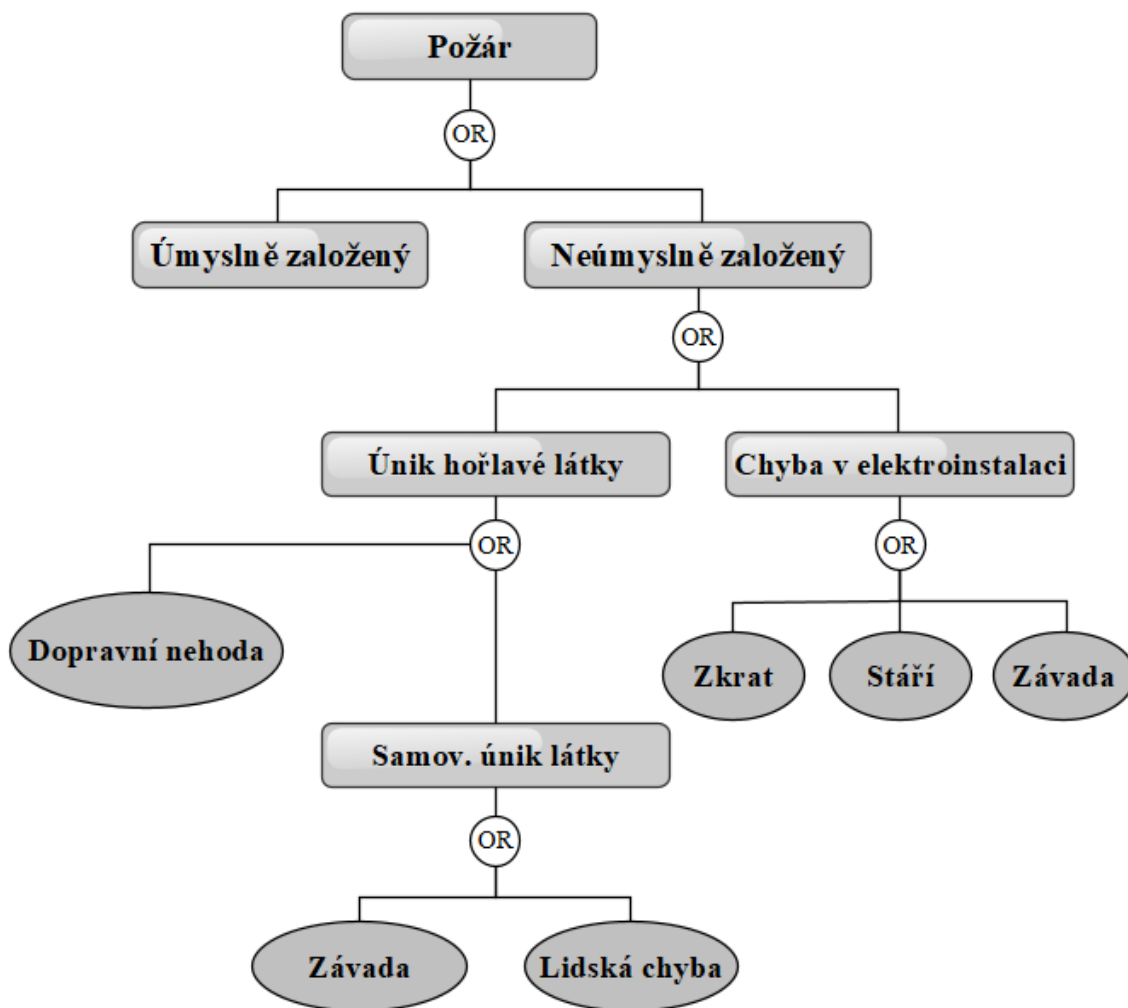 Požár
OR
Úmyslně založený
Neúmyslně založený
OR
Únik hořlavé látky
Chyba v elektroinstalaci
OR
OR
Dopravní nehoda
Zkrat
Stáří
Závada
Samov. únik látky
OR
Závada
Lidská chyba